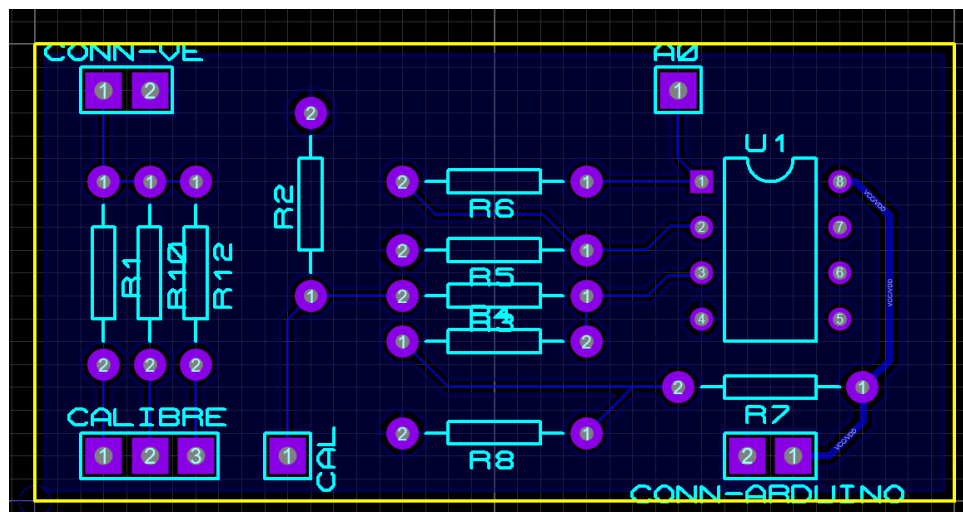 CONN-VE
A0
1 2
1
2
U1
1 1 1
2 1 1 8
R2
R6
2 7
2 1
R1
R10
R12
R5
1 2 1 3 6
R4
R3
1 2 4 5
2 2 2
2 1
CALIBRE
R7
2 1
R8
1 2 3
1
CAL
2 1
CONN-ARDUINO
VCC/VDD
VCC/VDD
VCC/VDD